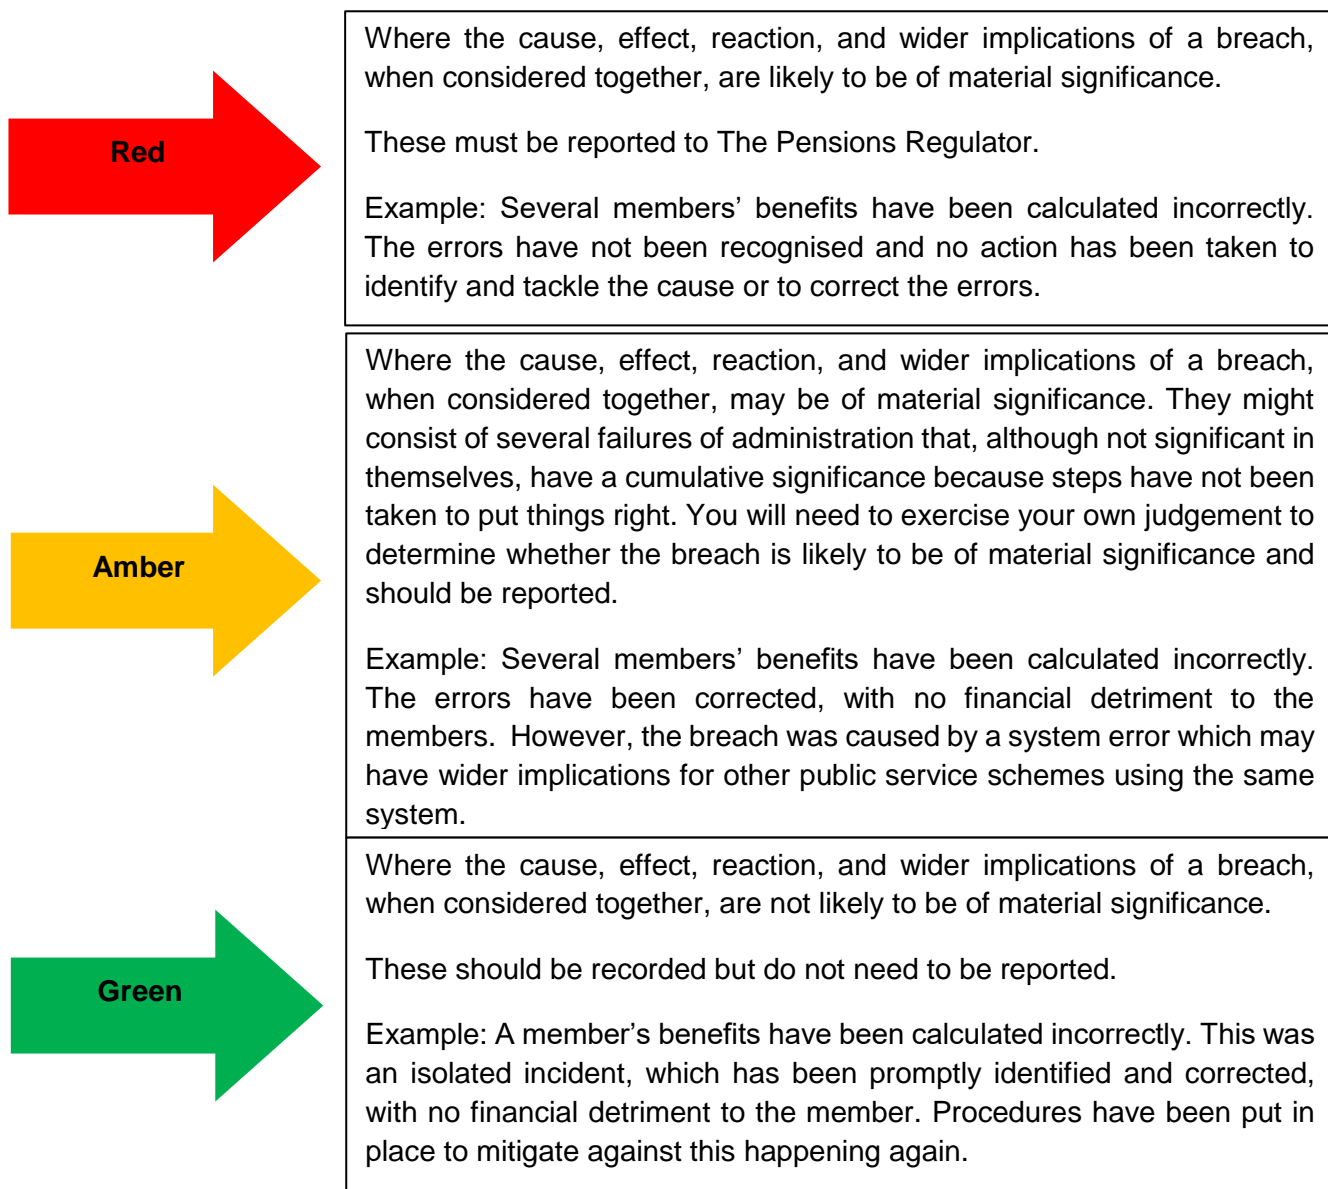 Red
Where the cause, effect, reaction, and wider implications of a breach,
when considered together, are likely to be of material significance.
These must be reported to The Pensions Regulator.
Example: Several members’ benefits have been calculated incorrectly.
The errors have not been recognised and no action has been taken to
identify and tackle the cause or to correct the errors.
Amber
Where the cause, effect, reaction, and wider implications of a breach,
when considered together, may be of material significance. They might
consist of several failures of administration that, although not significant in
themselves, have a cumulative significance because steps have not been
taken to put things right. You will need to exercise your own judgement to
determine whether the breach is likely to be of material significance and
should be reported.
Example: Several members’ benefits have been calculated incorrectly.
The errors have been corrected, with no financial detriment to the
members. However, the breach was caused by a system error which may
have wider implications for other public service schemes using the same
system.
Green
Where the cause, effect, reaction, and wider implications of a breach,
when considered together, are not likely to be of material significance.
These should be recorded but do not need to be reported.
Example: A member’s benefits have been calculated incorrectly. This was
an isolated incident, which has been promptly identified and corrected,
with no financial detriment to the member. Procedures have been put in
place to mitigate against this happening again.